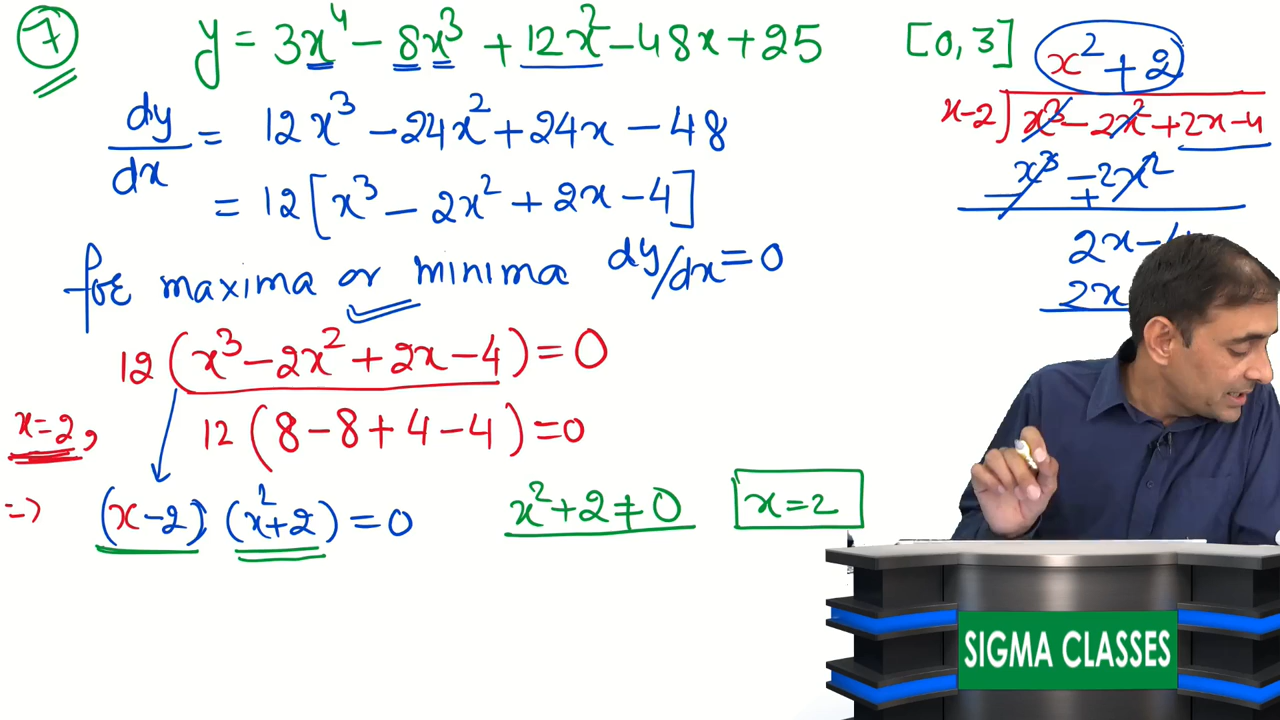 7 y = 3x⁴ - 8x³ + 12x² - 48x + 25 [0, 3]
dy/dx = 12x³ - 24x² + 24x - 48
= 12[x³ - 2x² + 2x - 4]
for maxima or minima dy/dx = 0
12(x³ - 2x² + 2x - 4) = 0
x = 2, 12(8 - 8 + 4 - 4) = 0
=> (x - 2) (x² + 2) = 0 x² + 2 ≠ 0 x = 2
x² + 2
x-2) x³ - 2x² + 2x - 4
x³ - 2x²
- +
2x - 4
2x
SIGMA CLASSES